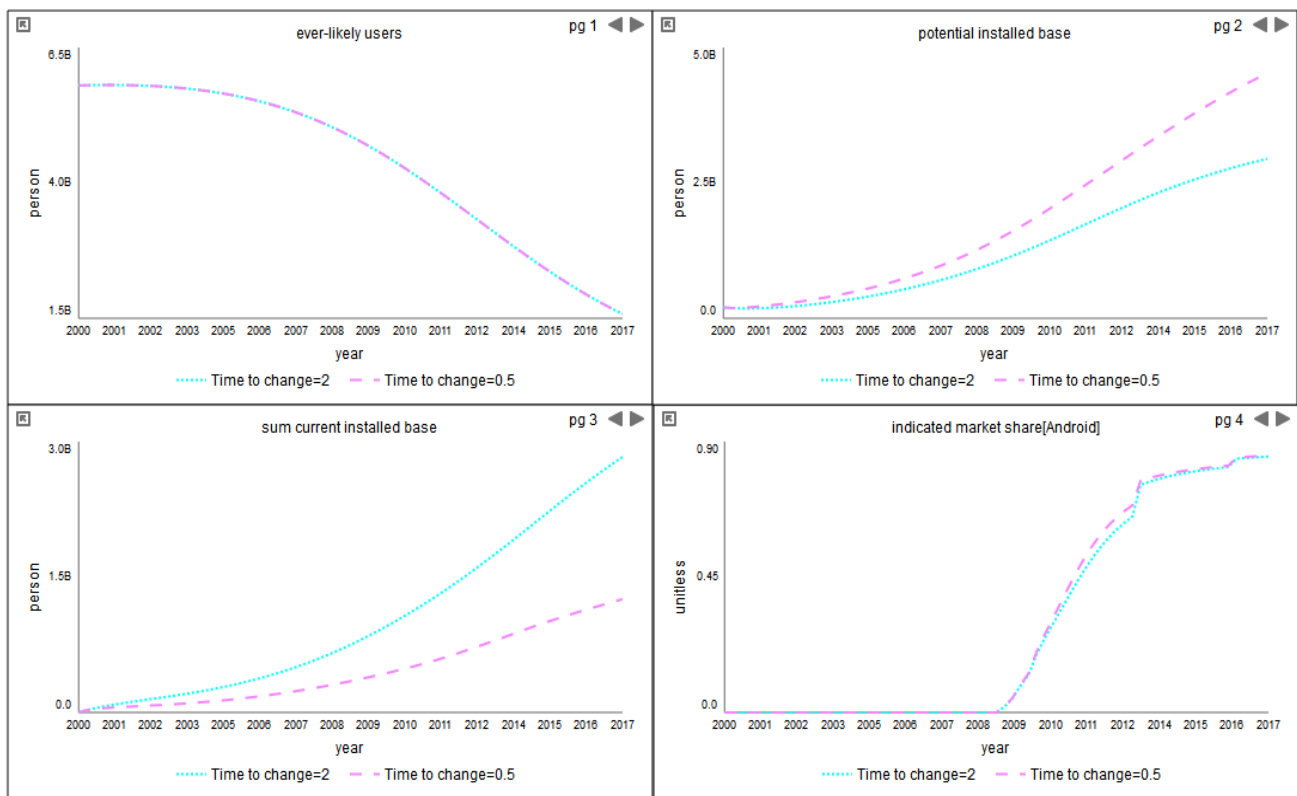 ever-likely users
pg 1
6.5B
4.0B
1.5B
person
2000 2001 2002 2003 2005 2006 2007 2008 2009 2010 2011 2012 2014 2015 2016 2017
year
Time to change=2 Time to change=0.5
potential installed base
pg 2
5.0B
2.5B
0.0
person
2000 2001 2002 2003 2005 2006 2007 2008 2009 2010 2011 2012 2014 2015 2016 2017
year
Time to change=2 Time to change=0.5
sum current installed base
pg 3
3.0B
1.5B
0.0
person
2000 2001 2002 2003 2005 2006 2007 2008 2009 2010 2011 2012 2014 2015 2016 2017
year
Time to change=2 Time to change=0.5
indicated market share[Android]
pg 4
0.90
0.45
0.0
unitless
2000 2001 2002 2003 2005 2006 2007 2008 2009 2010 2011 2012 2014 2015 2016 2017
year
Time to change=2 Time to change=0.5